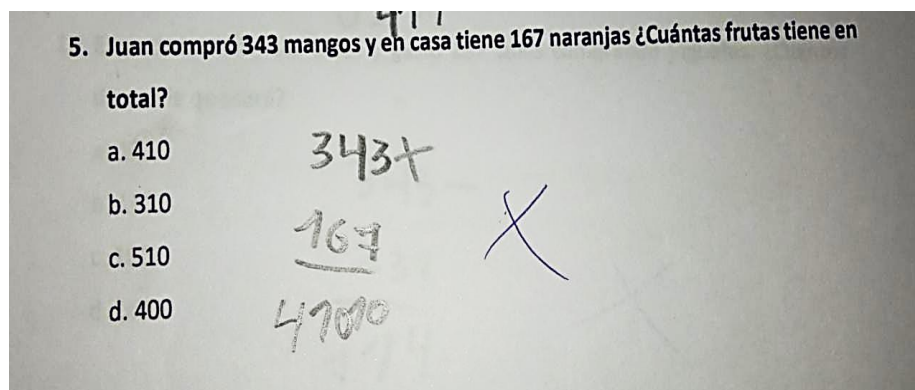 5. Juan compró 343 mangos y en casa tiene 167 naranjas ¿Cuántas frutas tiene en
total?
a. 410
b. 310
c. 510
d. 400
343+
167
41010